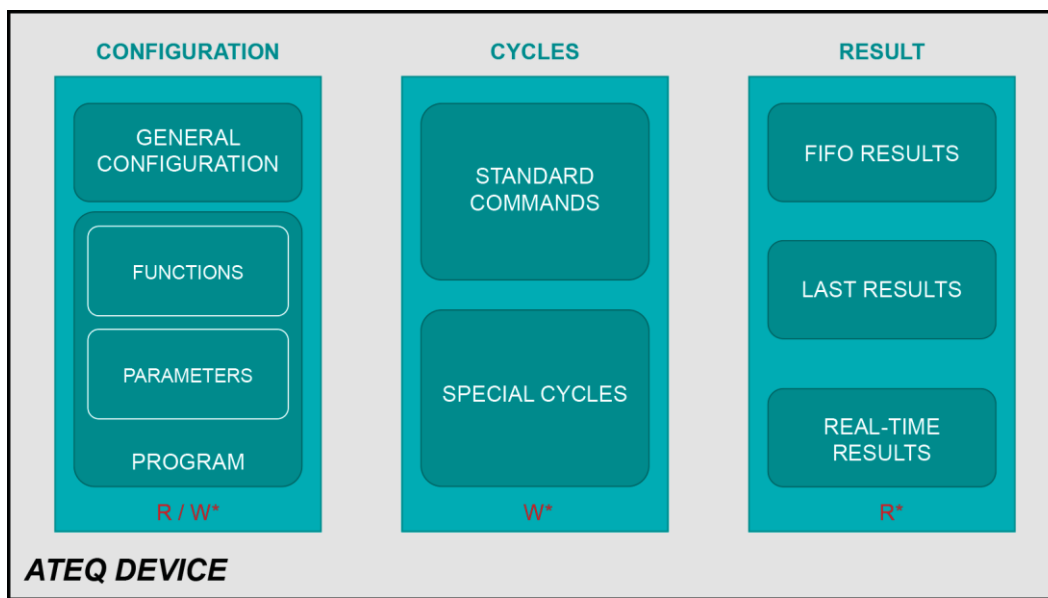 CONFIGURATION
GENERAL
CONFIGURATION
FUNCTIONS
PARAMETERS
PROGRAM
R / W*
CYCLES
STANDARD
COMMANDS
SPECIAL CYCLES
W*
RESULT
FIFO RESULTS
LAST RESULTS
REAL-TIME
RESULTS
R*
ATEQ DEVICE